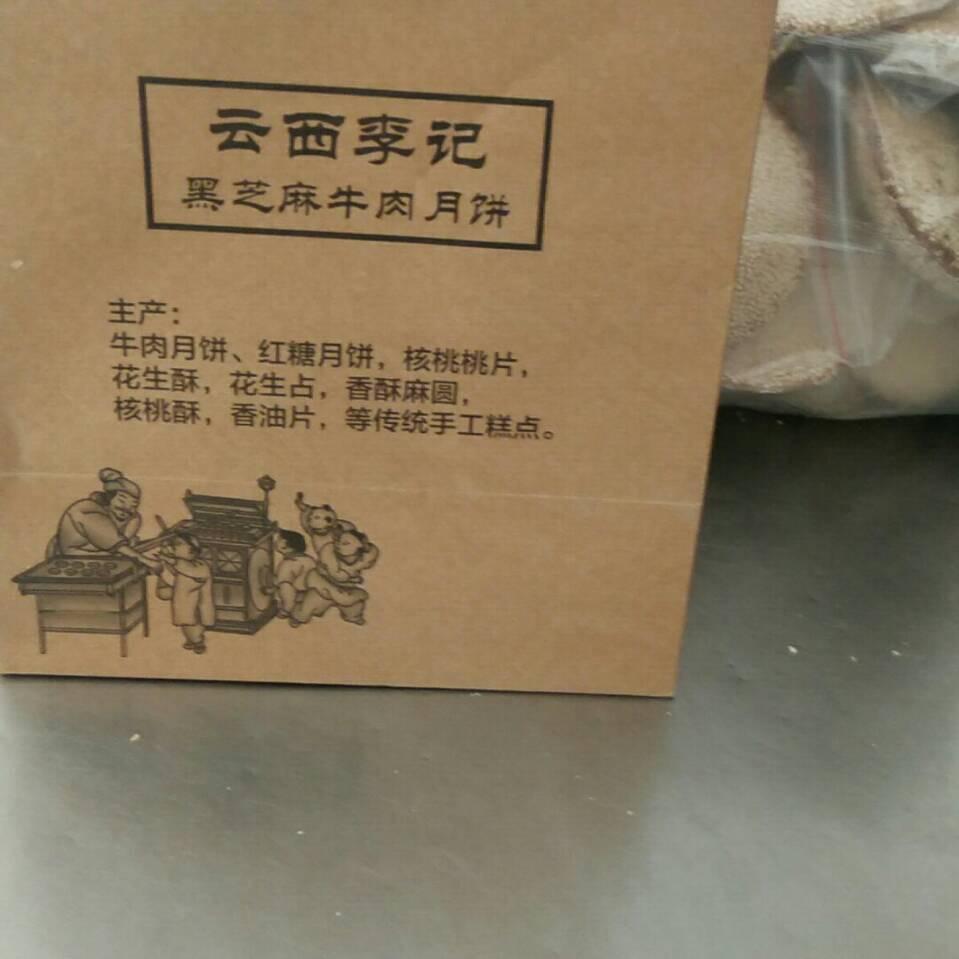 云西李记
黑芝麻牛肉月饼
主产：
牛肉月饼、红糖月饼，核桃桃片，
花生酥，花生占，香酥麻圆，
核桃酥，香油片，等传统手工糕点。